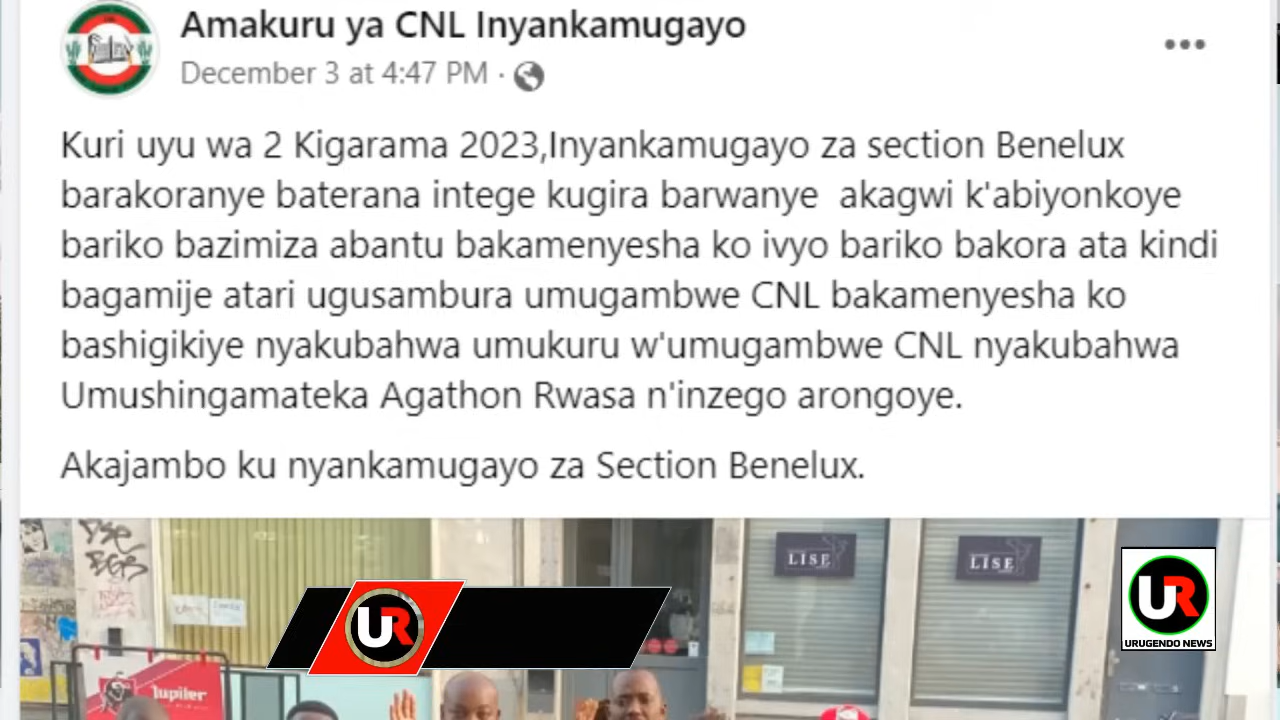 Amakuru ya CNL Inyankamugayo
December 3 at 4:47 PM ·
Kuri uyu wa 2 Kigarama 2023,Inyankamugayo za section Benelux
barakoranye baterana intege kugira barwanye  akagwi k'abiyonkoye
bariko bazimiza abantu bakamenyesha ko ivyo bariko bakora ata kindi
bagamije atari ugusambura umugambwe CNL bakamenyesha ko
bashigikiye nyakubahwa umukuru w'umugambwe CNL nyakubahwa
Umushingamateka Agathon Rwasa n'inzego arongoye.
Akajambo ku nyankamugayo za Section Benelux.
LISE
LISE
UR
UR
URUGENDO NEWS
Jupiler